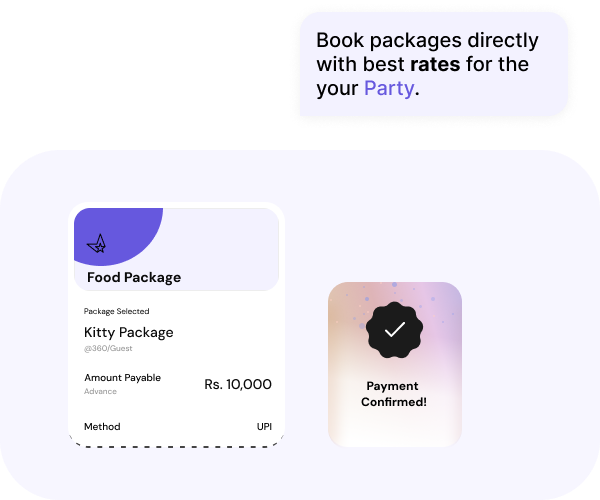 Book packages directly
with best rates for the
your Party.
Food Package
Package Selected
Kitty Package
@360/Guest
Amount Payable
Advance
Rs. 10,000
Method
UPI
Payment
Confirmed!